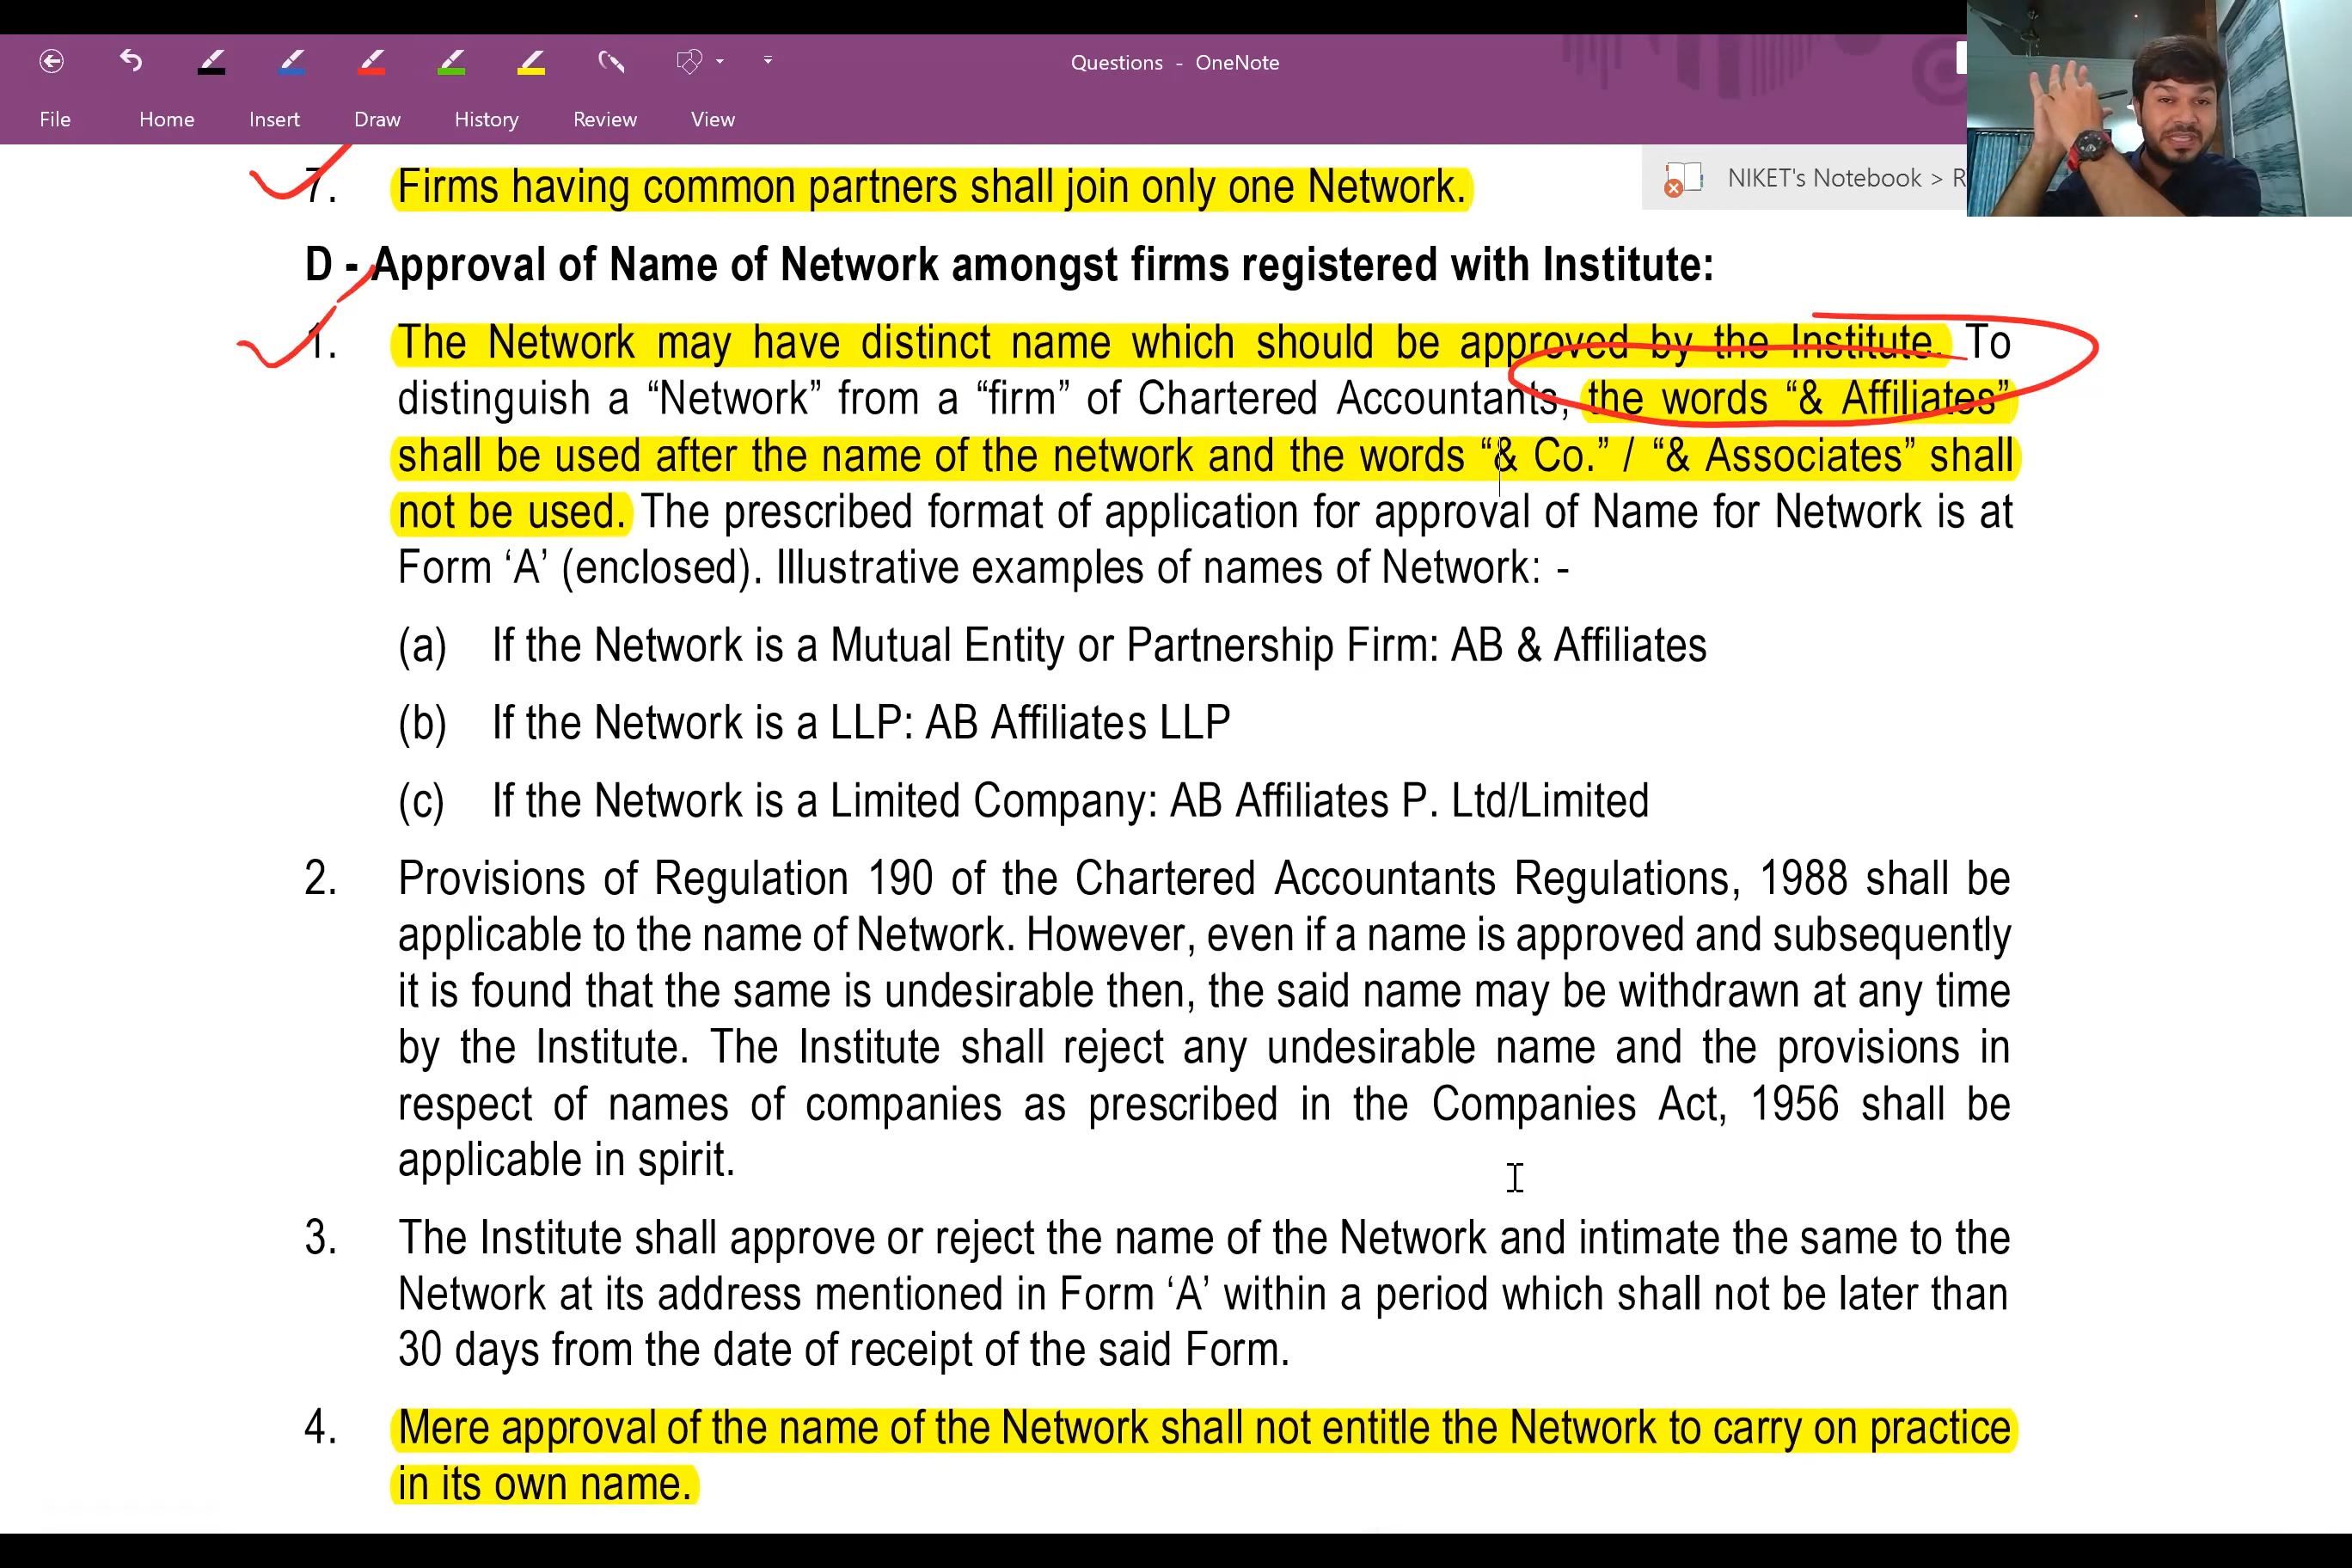 Questions - OneNote
File Home Insert Draw History Review View
NIKET's Notebook > R
7. Firms having common partners shall join only one Network.
D - Approval of Name of Network amongst firms registered with Institute:
1. The Network may have distinct name which should be approved by the Institute. To
distinguish a “Network” from a “firm” of Chartered Accountants, the words “& Affiliates”
shall be used after the name of the network and the words “& Co.” / “& Associates” shall
not be used. The prescribed format of application for approval of Name for Network is at
Form ‘A’ (enclosed). Illustrative examples of names of Network: -
(a) If the Network is a Mutual Entity or Partnership Firm: AB & Affiliates
(b) If the Network is a LLP: AB Affiliates LLP
(c) If the Network is a Limited Company: AB Affiliates P. Ltd/Limited
2. Provisions of Regulation 190 of the Chartered Accountants Regulations, 1988 shall be
applicable to the name of Network. However, even if a name is approved and subsequently
it is found that the same is undesirable then, the said name may be withdrawn at any time
by the Institute. The Institute shall reject any undesirable name and the provisions in
respect of names of companies as prescribed in the Companies Act, 1956 shall be
applicable in spirit.
3. The Institute shall approve or reject the name of the Network and intimate the same to the
Network at its address mentioned in Form ‘A’ within a period which shall not be later than
30 days from the date of receipt of the said Form.
4. Mere approval of the name of the Network shall not entitle the Network to carry on practice
in its own name.